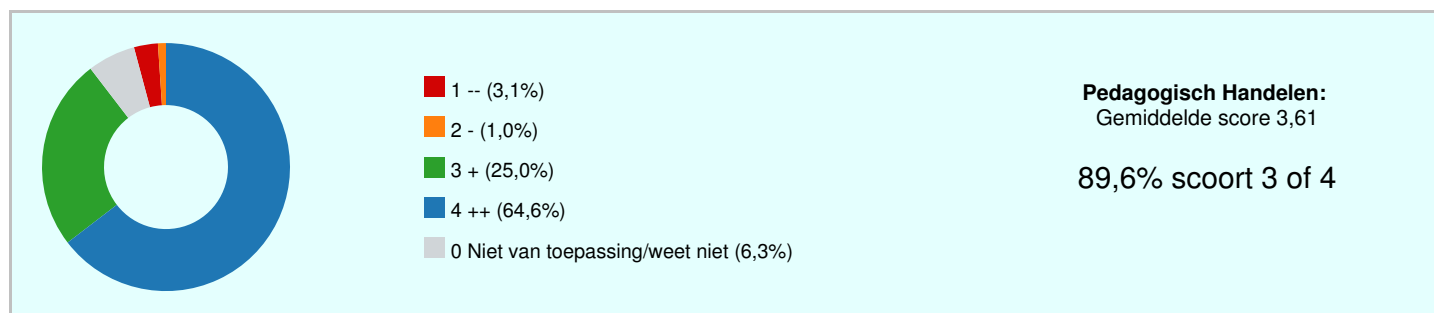 1 -- (3,1%)
2 - (1,0%)
3 + (25,0%)
4 ++ (64,6%)
0 Niet van toepassing/weet niet (6,3%)
Pedagogisch Handelen:
Gemiddelde score 3,61
89,6% scoort 3 of 4